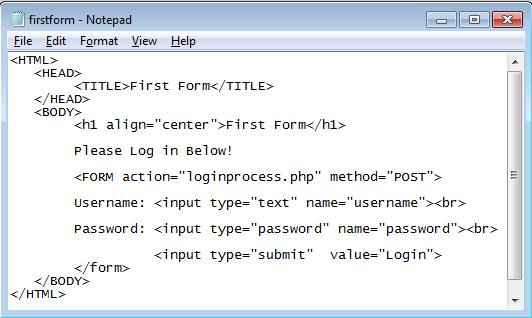 firstform - Notepad
File Edit Format View Help
<HTML>
<HEAD>
<TITLE>First Form</TITLE>
</HEAD>
<BODY>
<h1 align="center">First Form</h1>
Please Log in Below!
<FORM action="loginprocess.php" method="POST">
Username: <input type="text" name="username"><br>
Password: <input type="password" name="password"><br>
<input type="submit"  value="Login">
</form>
</BODY>
</HTML>